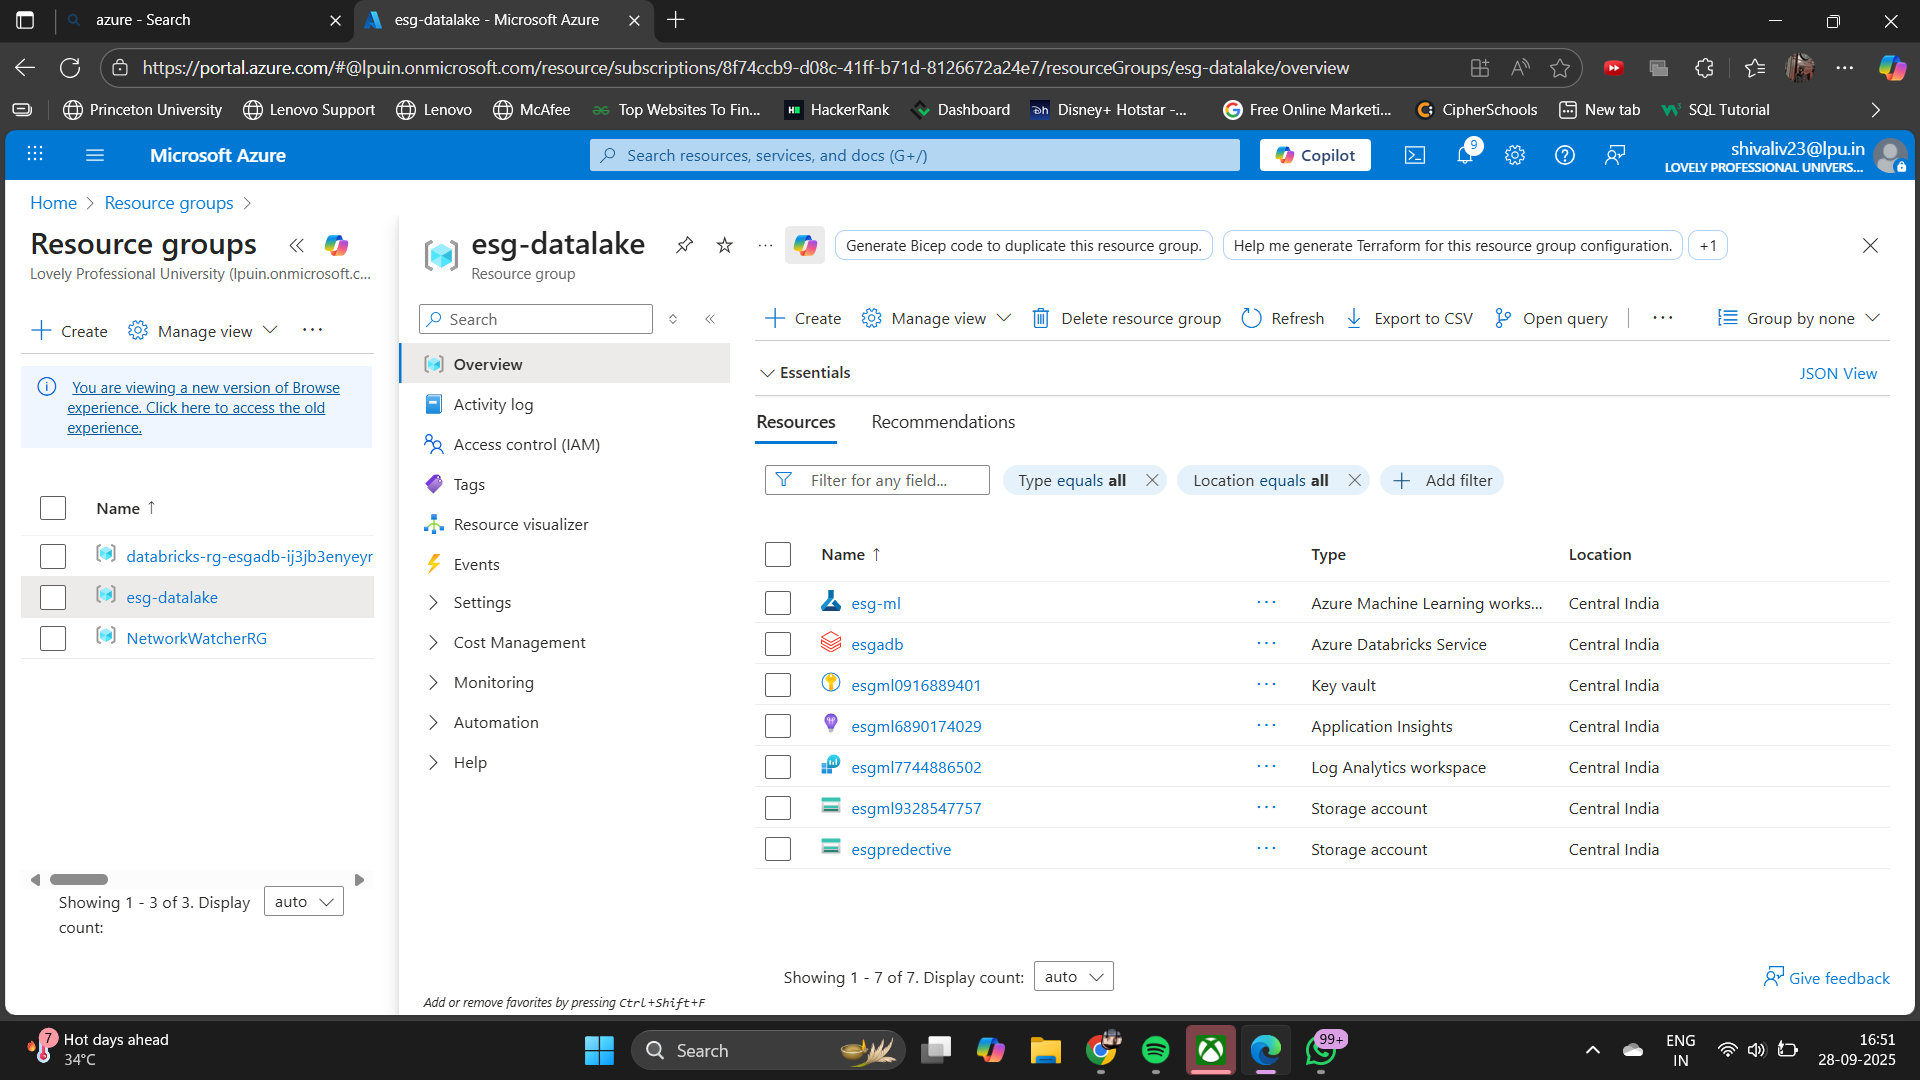 azure - Search
esg-datalake - Microsoft Azure
https://portal.azure.com/#@lpuin.onmicrosoft.com/resource/subscriptions/8f74ccb9-d08c-41ff-b71d-8126672a24e7/resourceGroups/esg-datalake/overview
Princeton University
Lenovo Support
Lenovo
McAfee
Top Websites To Fin...
HackerRank
Dashboard
Disney+ Hotstar -...
Free Online Marketi...
CipherSchools
New tab
SQL Tutorial
Microsoft Azure
Search resources, services, and docs (G+/)
Copilot
9
shivaliv23@lpu.in
LOVELY PROFESSIONAL UNIVERS...
Home
Resource groups
Resource groups
Lovely Professional University (lpuin.onmicrosoft.c...
Create
Manage view
You are viewing a new version of Browse
experience. Click here to access the old
experience.
Name ↑
databricks-rg-esgadb-ij3jb3enyeyr
esg-datalake
NetworkWatcherRG
Showing 1 - 3 of 3. Display
count:
auto
esg-datalake
Resource group
Generate Bicep code to duplicate this resource group.
Help me generate Terraform for this resource group configuration.
+1
Search
Overview
Activity log
Access control (IAM)
Tags
Resource visualizer
Events
Settings
Cost Management
Monitoring
Automation
Help
Add or remove favorites by pressing Ctrl+Shift+F
Create
Manage view
Delete resource group
Refresh
Export to CSV
Open query
Group by none
Essentials
JSON View
Resources
Recommendations
Filter for any field...
Type equals all
Location equals all
Add filter
Name ↑ Type Location
esg-ml ... Azure Machine Learning works... Central India
esgadb ... Azure Databricks Service Central India
esgml0916889401 ... Key vault Central India
esgml6890174029 ... Application Insights Central India
esgml7744886502 ... Log Analytics workspace Central India
esgml9328547757 ... Storage account Central India
esgpredective ... Storage account Central India
Showing 1 - 7 of 7. Display count:
auto
Give feedback
7
Hot days ahead
34°C
Search
99+
ENG
IN
16:51
28-09-2025